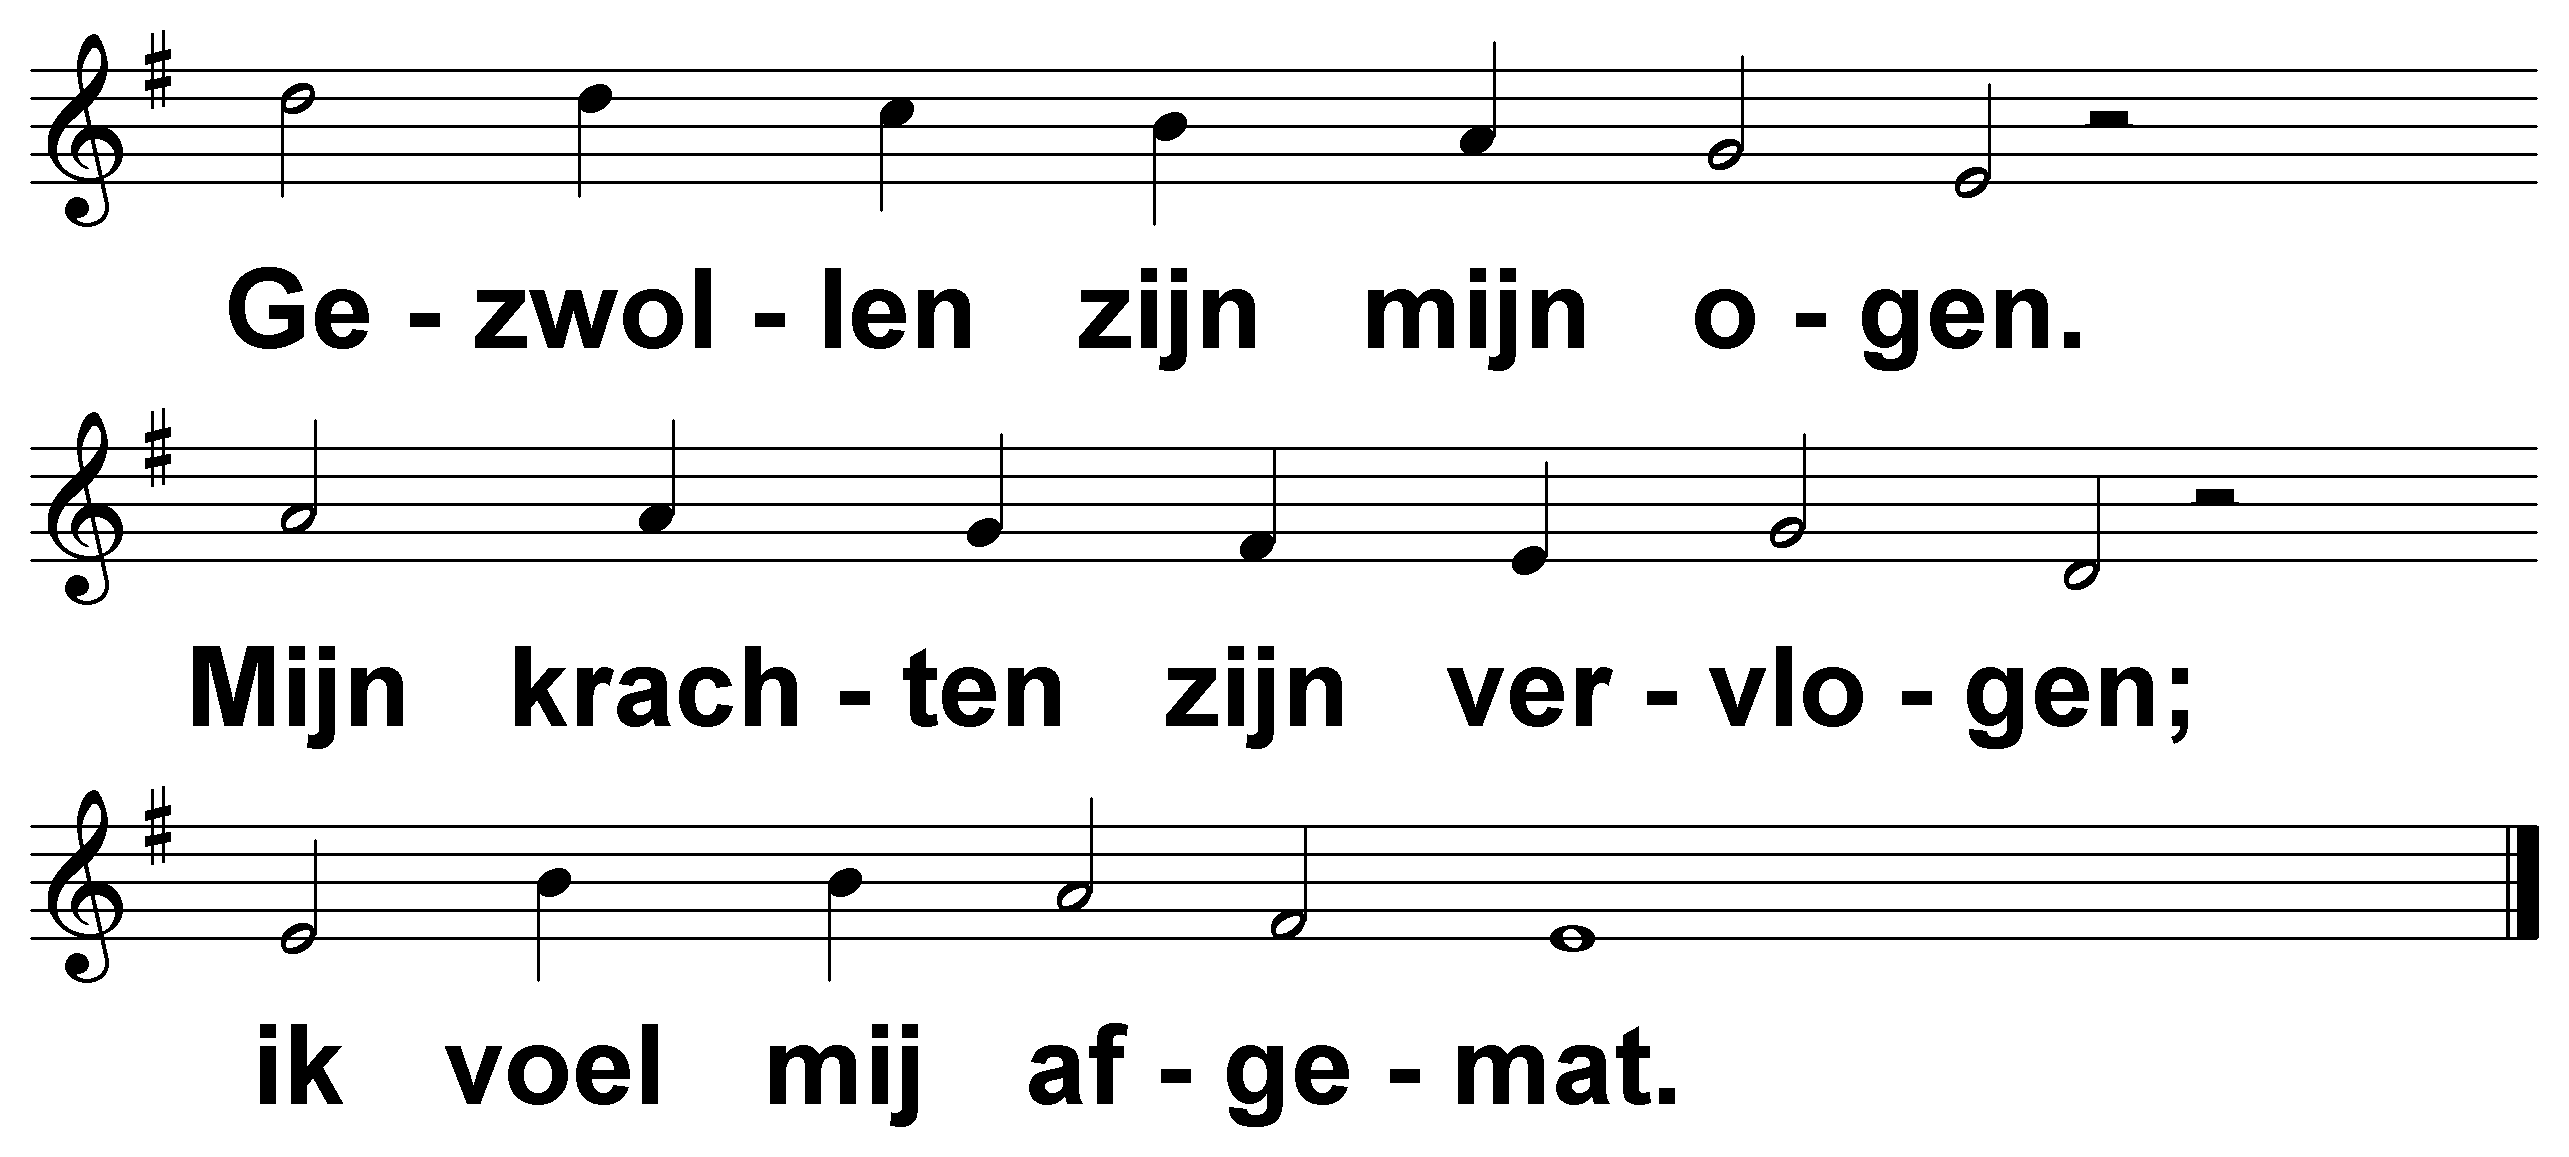 Ge - zwol - len zijn mijn o - gen.
Mijn krach - ten zijn ver - vlo - gen;
ik voel mij af - ge - mat.